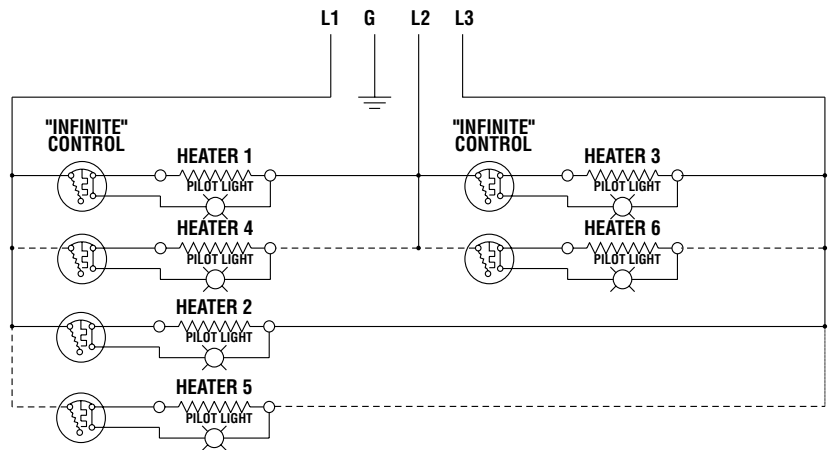 L1 G L2 L3
"INFINITE"
CONTROL
"INFINITE"
CONTROL
HEATER 1
PILOT LIGHT
HEATER 3
PILOT LIGHT
HEATER 4
PILOT LIGHT
HEATER 6
PILOT LIGHT
HEATER 2
PILOT LIGHT
HEATER 5
PILOT LIGHT